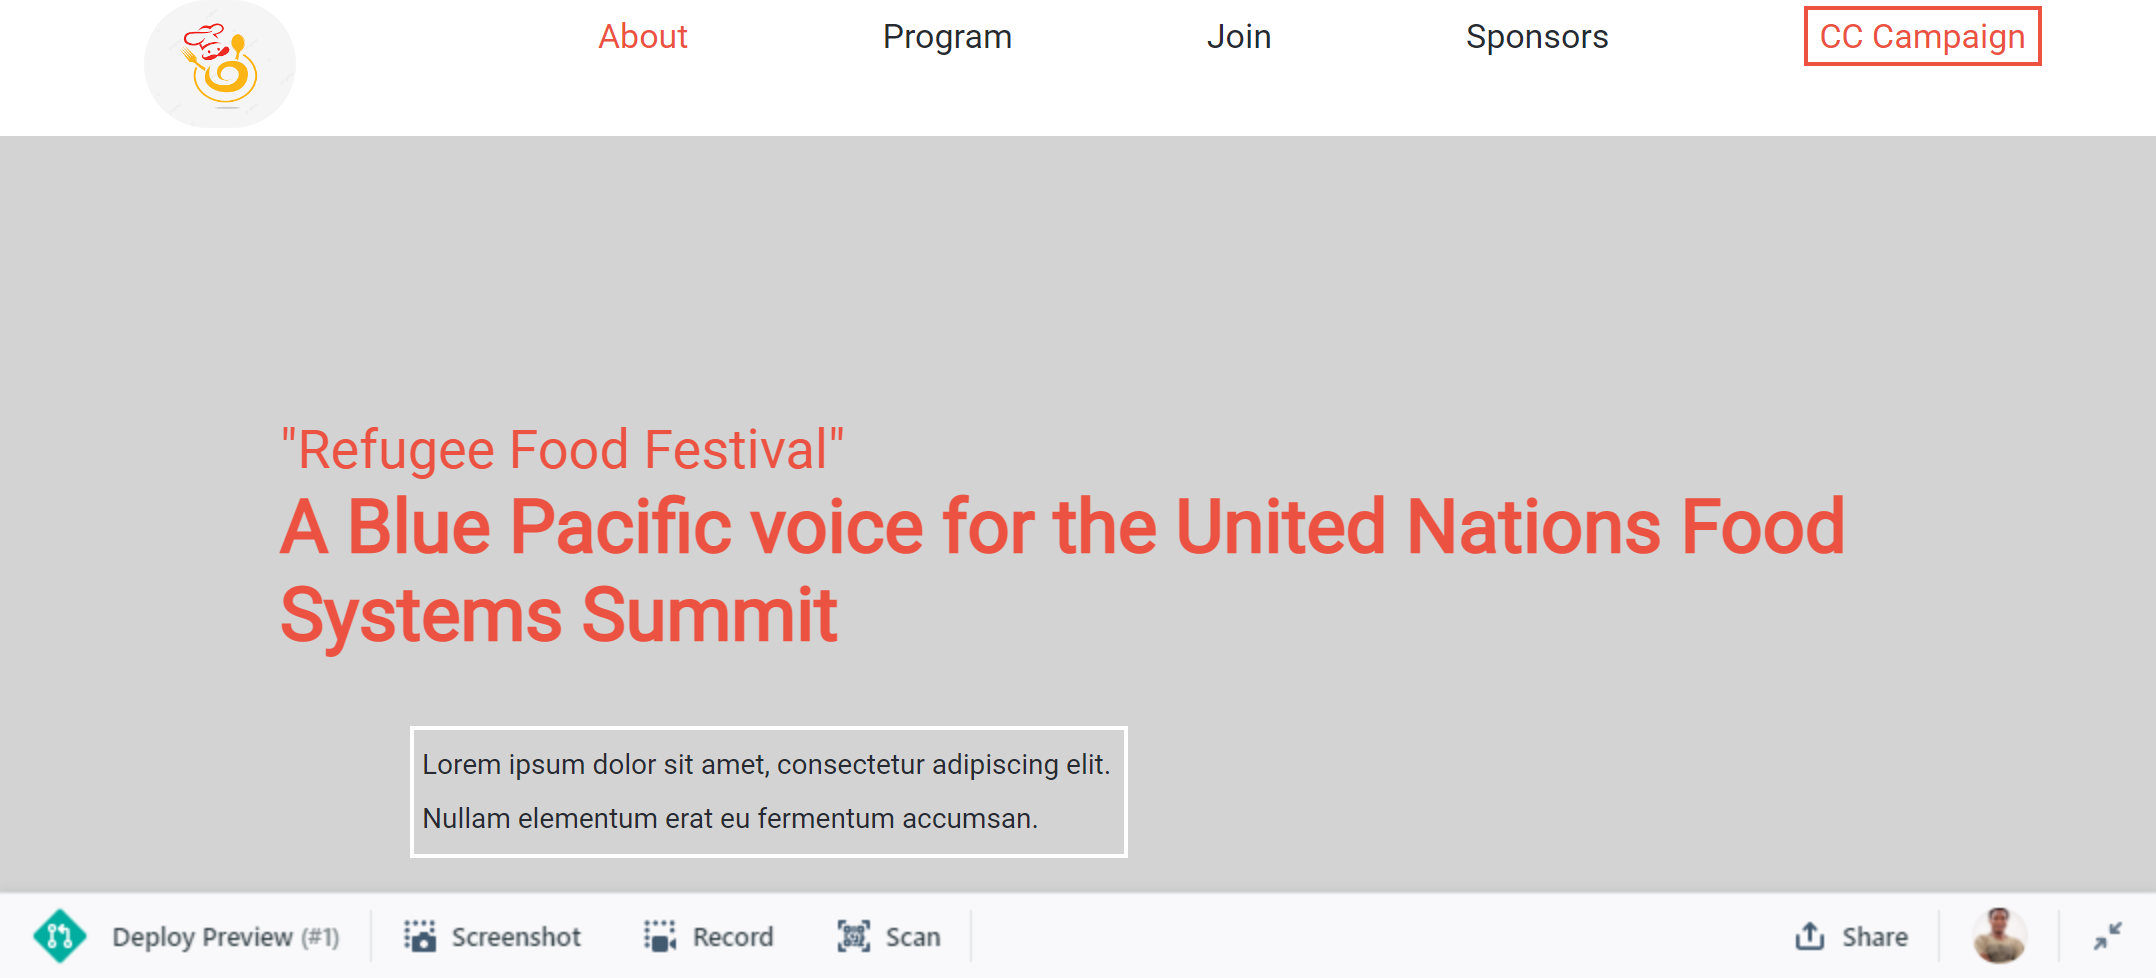 About Program Join Sponsors CC Campaign
"Refugee Food Festival"
A Blue Pacific voice for the United Nations Food
Systems Summit
Lorem ipsum dolor sit amet, consectetur adipiscing elit.
Nullam elementum erat eu fermentum accumsan.
Deploy Preview (#1) Screenshot Record Scan Share